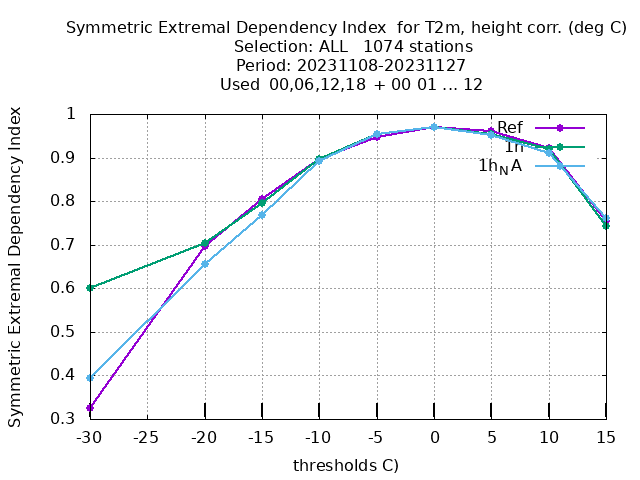 Symmetric Extremal Dependency Index for T2m, height corr. (deg C)
Selection: ALL 1074 stations
Period: 20231108-20231127
Used 00,06,12,18 + 00 01 ... 12
Symmetric Extremal Dependency Index
1
0.9
0.8
0.7
0.6
0.5
0.4
0.3
Ref
1h
1h_NA
-30 -25 -20 -15 -10 -5 0 5 10 15
thresholds C)